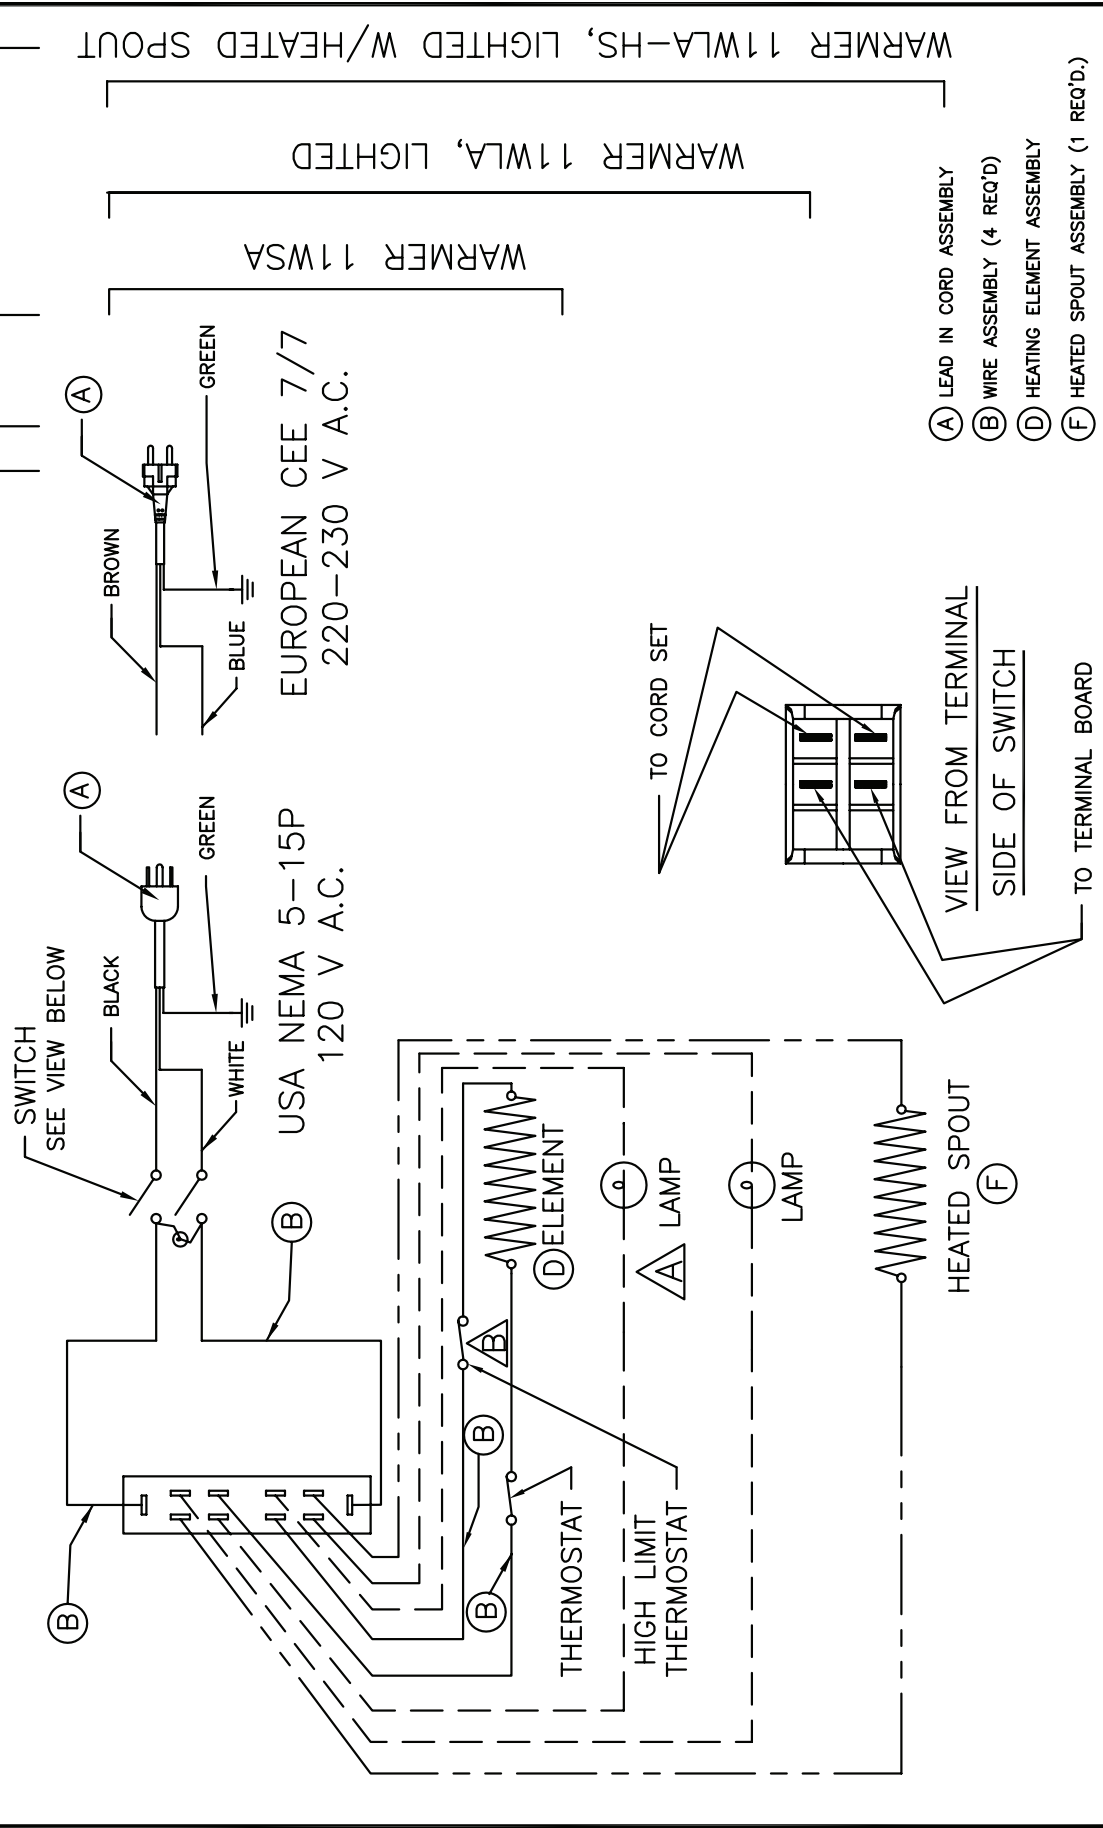 SWITCH
SEE VIEW BELOW
BLACK
WHITE
GREEN
A
USA NEMA 5-15P
120 V A.C.
BROWN
BLUE
GREEN
A
EUROPEAN CEE 7/7
220-230 V A.C.
WARMER 11WSA
WARMER 11WLA, LIGHTED
WARMER 11WLA-HS, LIGHTED W/HEATED SPOUT
B
B
B
B
THERMOSTAT
HIGH LIMIT
THERMOSTAT
B
D ELEMENT
A
LAMP
LAMP
HEATED SPOUT
F
TO CORD SET
VIEW FROM TERMINAL
SIDE OF SWITCH
TO TERMINAL BOARD
A LEAD IN CORD ASSEMBLY
B WIRE ASSEMBLY (4 REQ'D)
D HEATING ELEMENT ASSEMBLY
F HEATED SPOUT ASSEMBLY (1 REQ'D.)